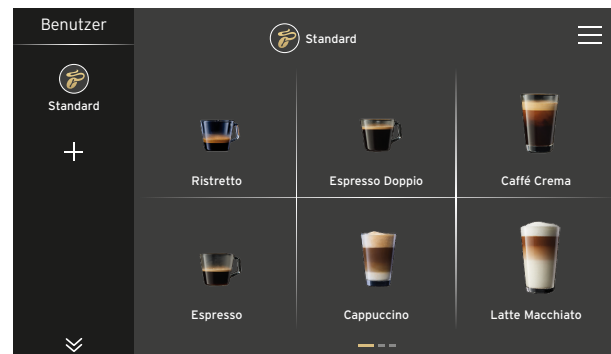 Benutzer
Standard
Standard
Ristretto
Espresso Doppio
Caffé Crema
Espresso
Cappuccino
Latte Macchiato